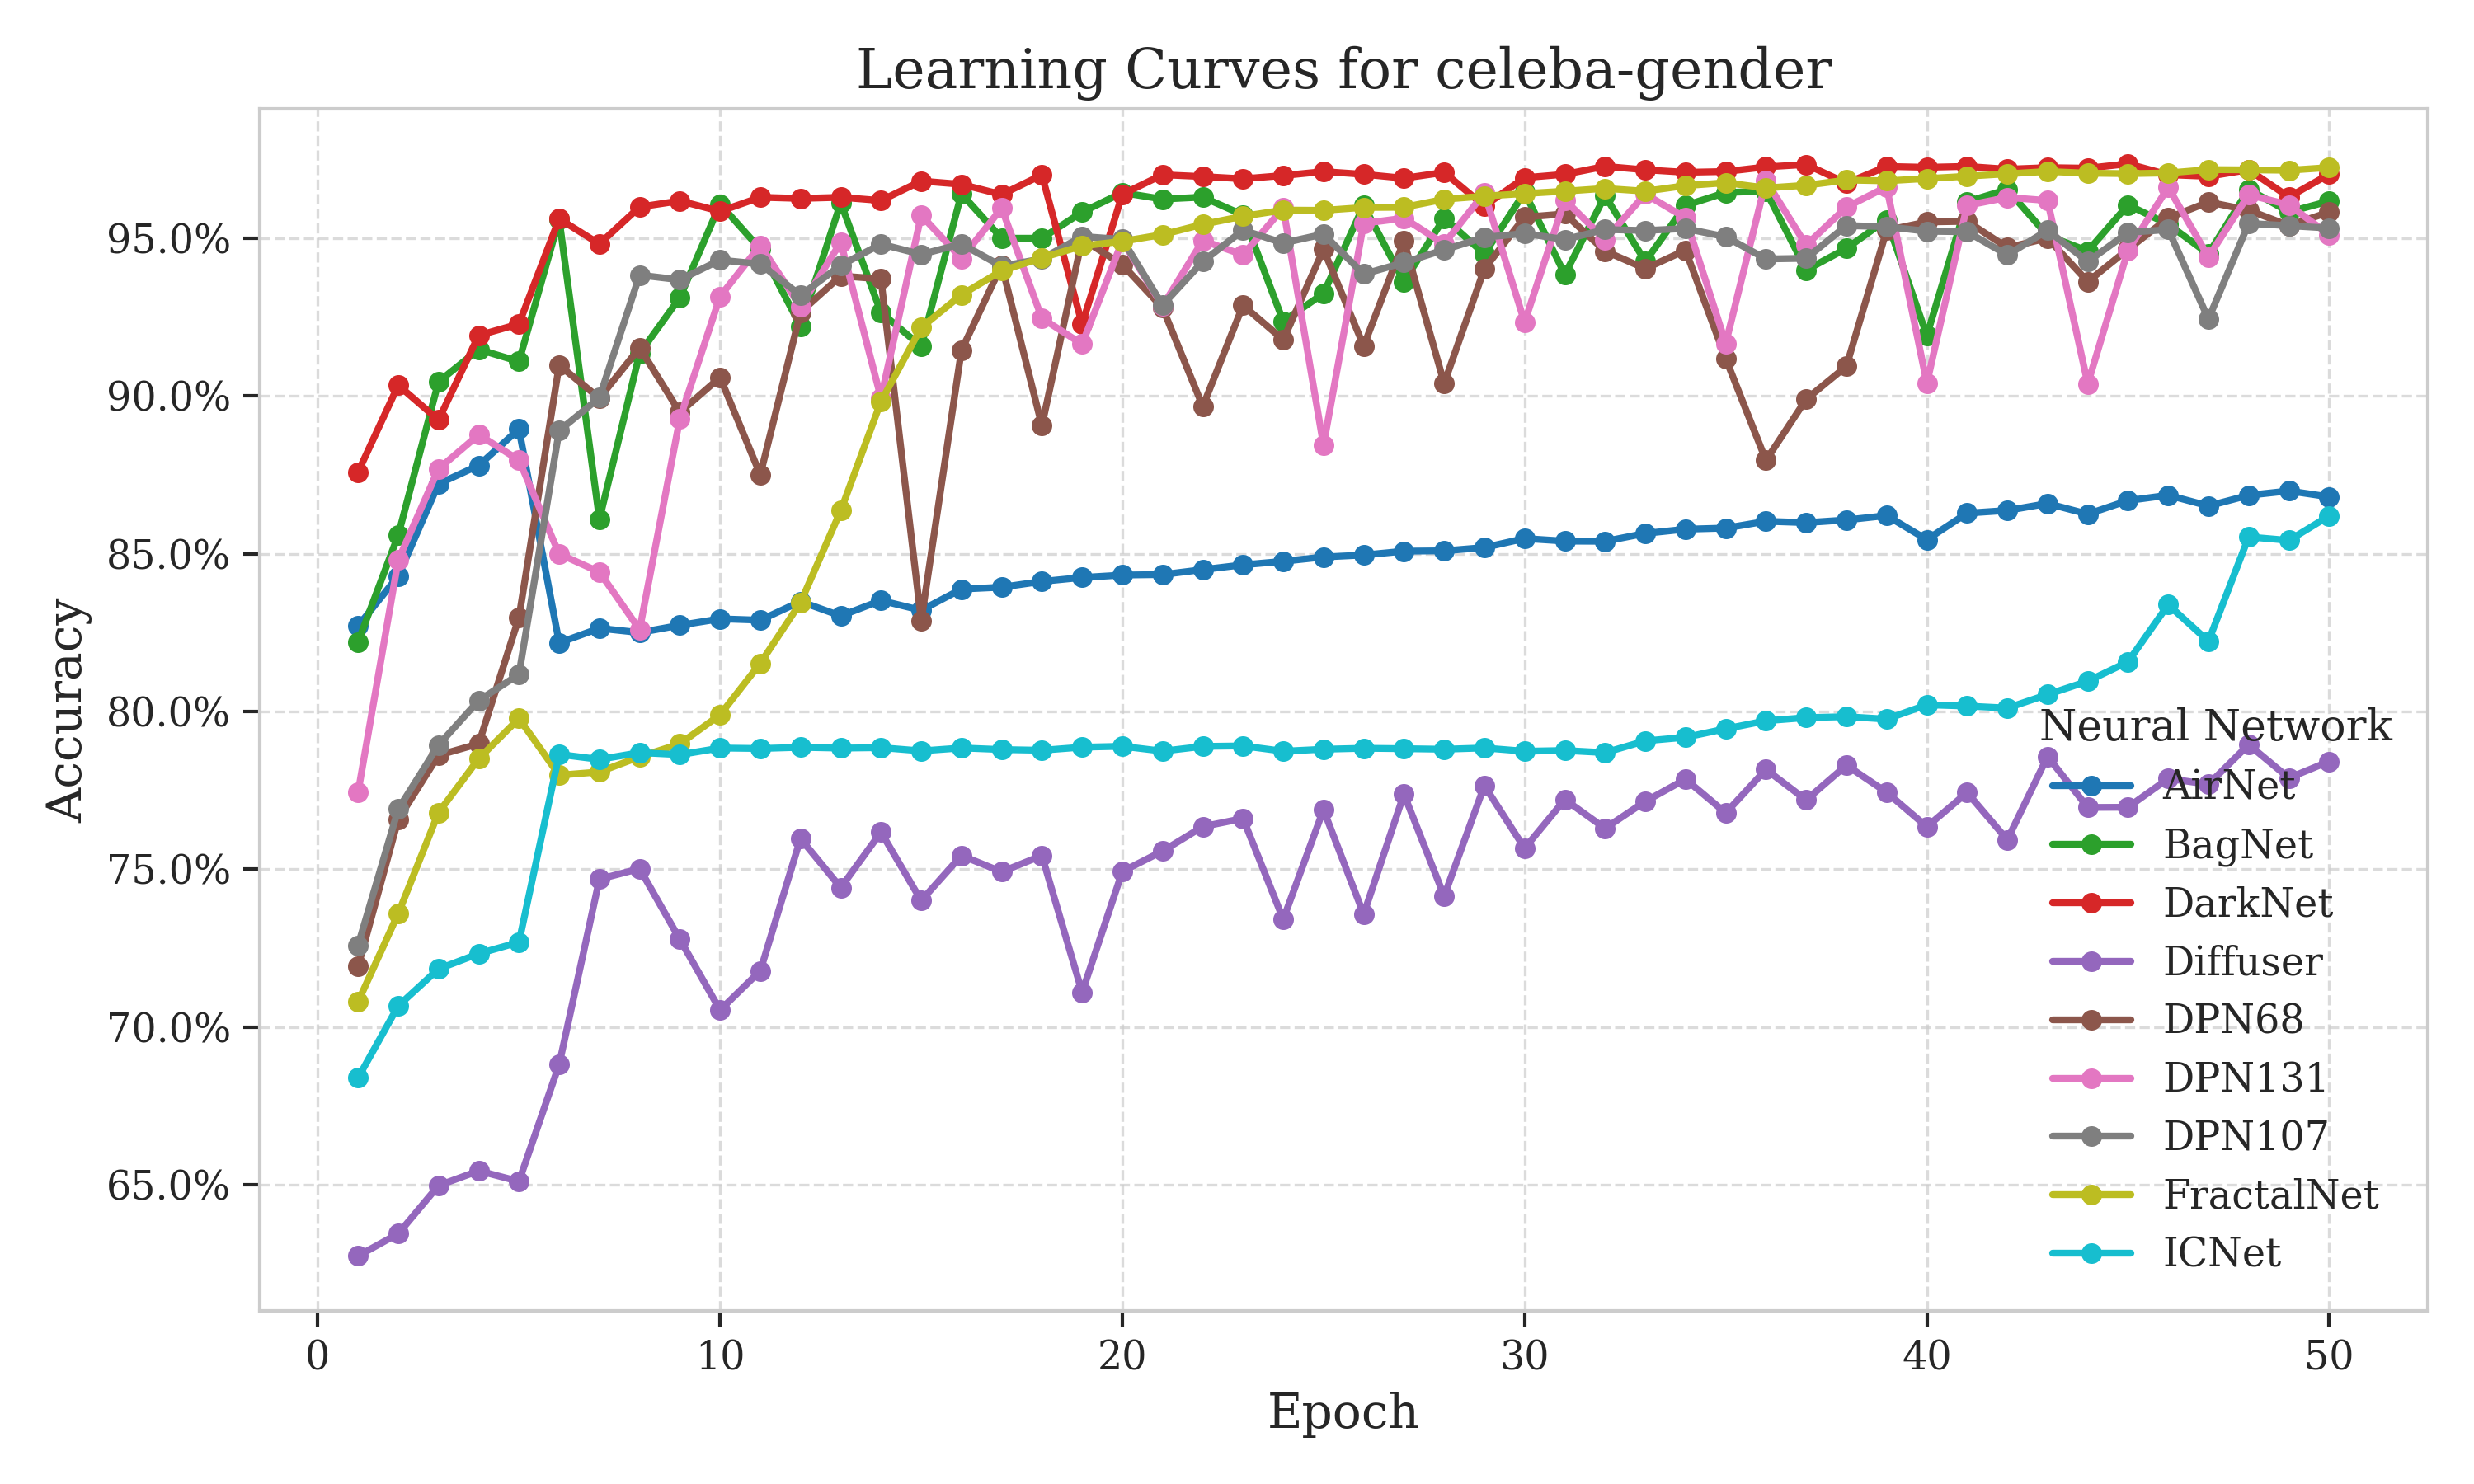 Learning Curves for celeba-gender
Accuracy
95.0%
90.0%
85.0%
80.0%
75.0%
70.0%
65.0%
0 10 20 30 40 50
Epoch
Neural Network
AirNet
BagNet
DarkNet
Diffuser
DPN68
DPN131
DPN107
FractalNet
ICNet